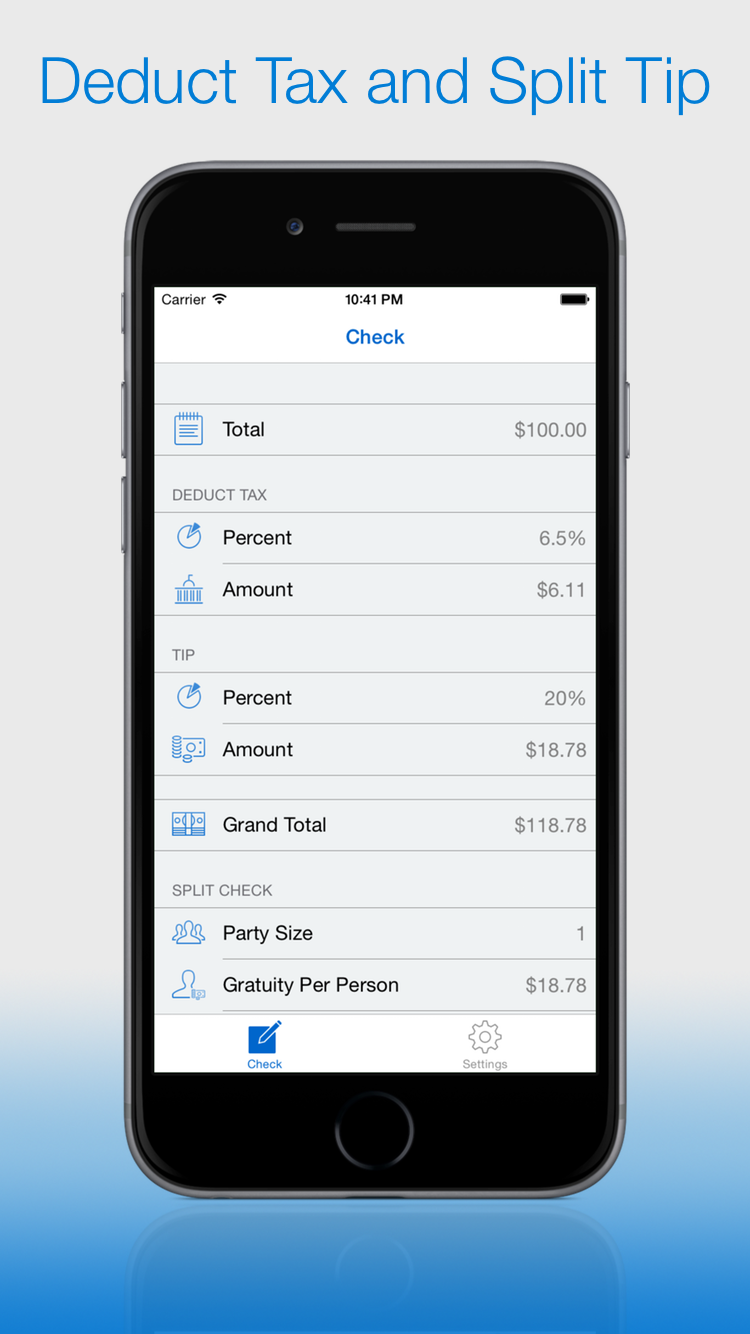 Deduct Tax and Split Tip
Carrier 10:41 PM
Check
Total $100.00
DEDUCT TAX
Percent 6.5%
Amount $6.11
TIP
Percent 20%
Amount $18.78
Grand Total $118.78
SPLIT CHECK
Party Size 1
Gratuity Per Person $18.78
Check Settings